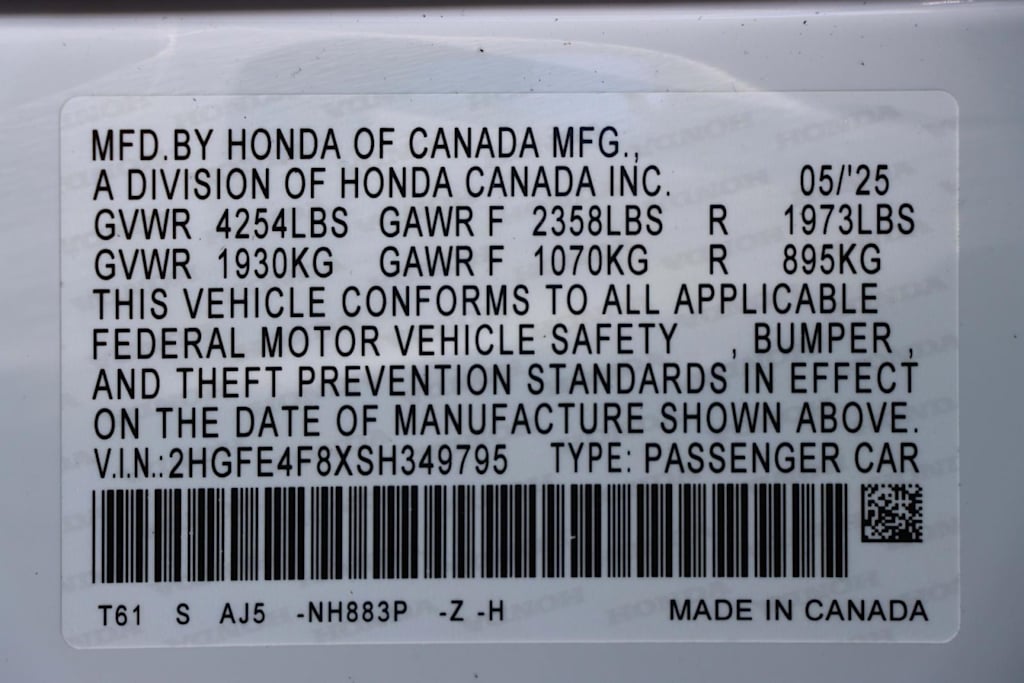 MFD.BY HONDA OF CANADA MFG.,
A DIVISION OF HONDA CANADA INC. 05/'25
GVWR 4254LBS GAWR F 2358LBS R 1973LBS
GVWR 1930KG GAWR F 1070KG R 895KG
THIS VEHICLE CONFORMS TO ALL APPLICABLE
FEDERAL MOTOR VEHICLE SAFETY , BUMPER ,
AND THEFT PREVENTION STANDARDS IN EFFECT
ON THE DATE OF MANUFACTURE SHOWN ABOVE.
V.I.N.:2HGFE4F8XSH349795 TYPE: PASSENGER CAR
T61 S AJ5 -NH883P -Z -H MADE IN CANADA